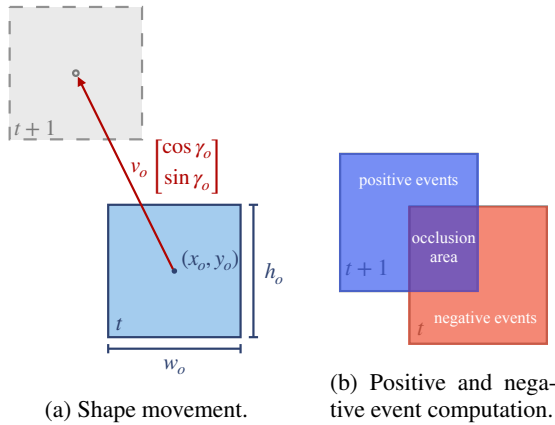 t + 1
v_o [cos γ_o
sin γ_o]
(x_o, y_o)
h_o
t
w_o
(a) Shape movement.
positive events
occlusion
area
t + 1
negative events
t
(b) Positive and nega-
tive event computation.